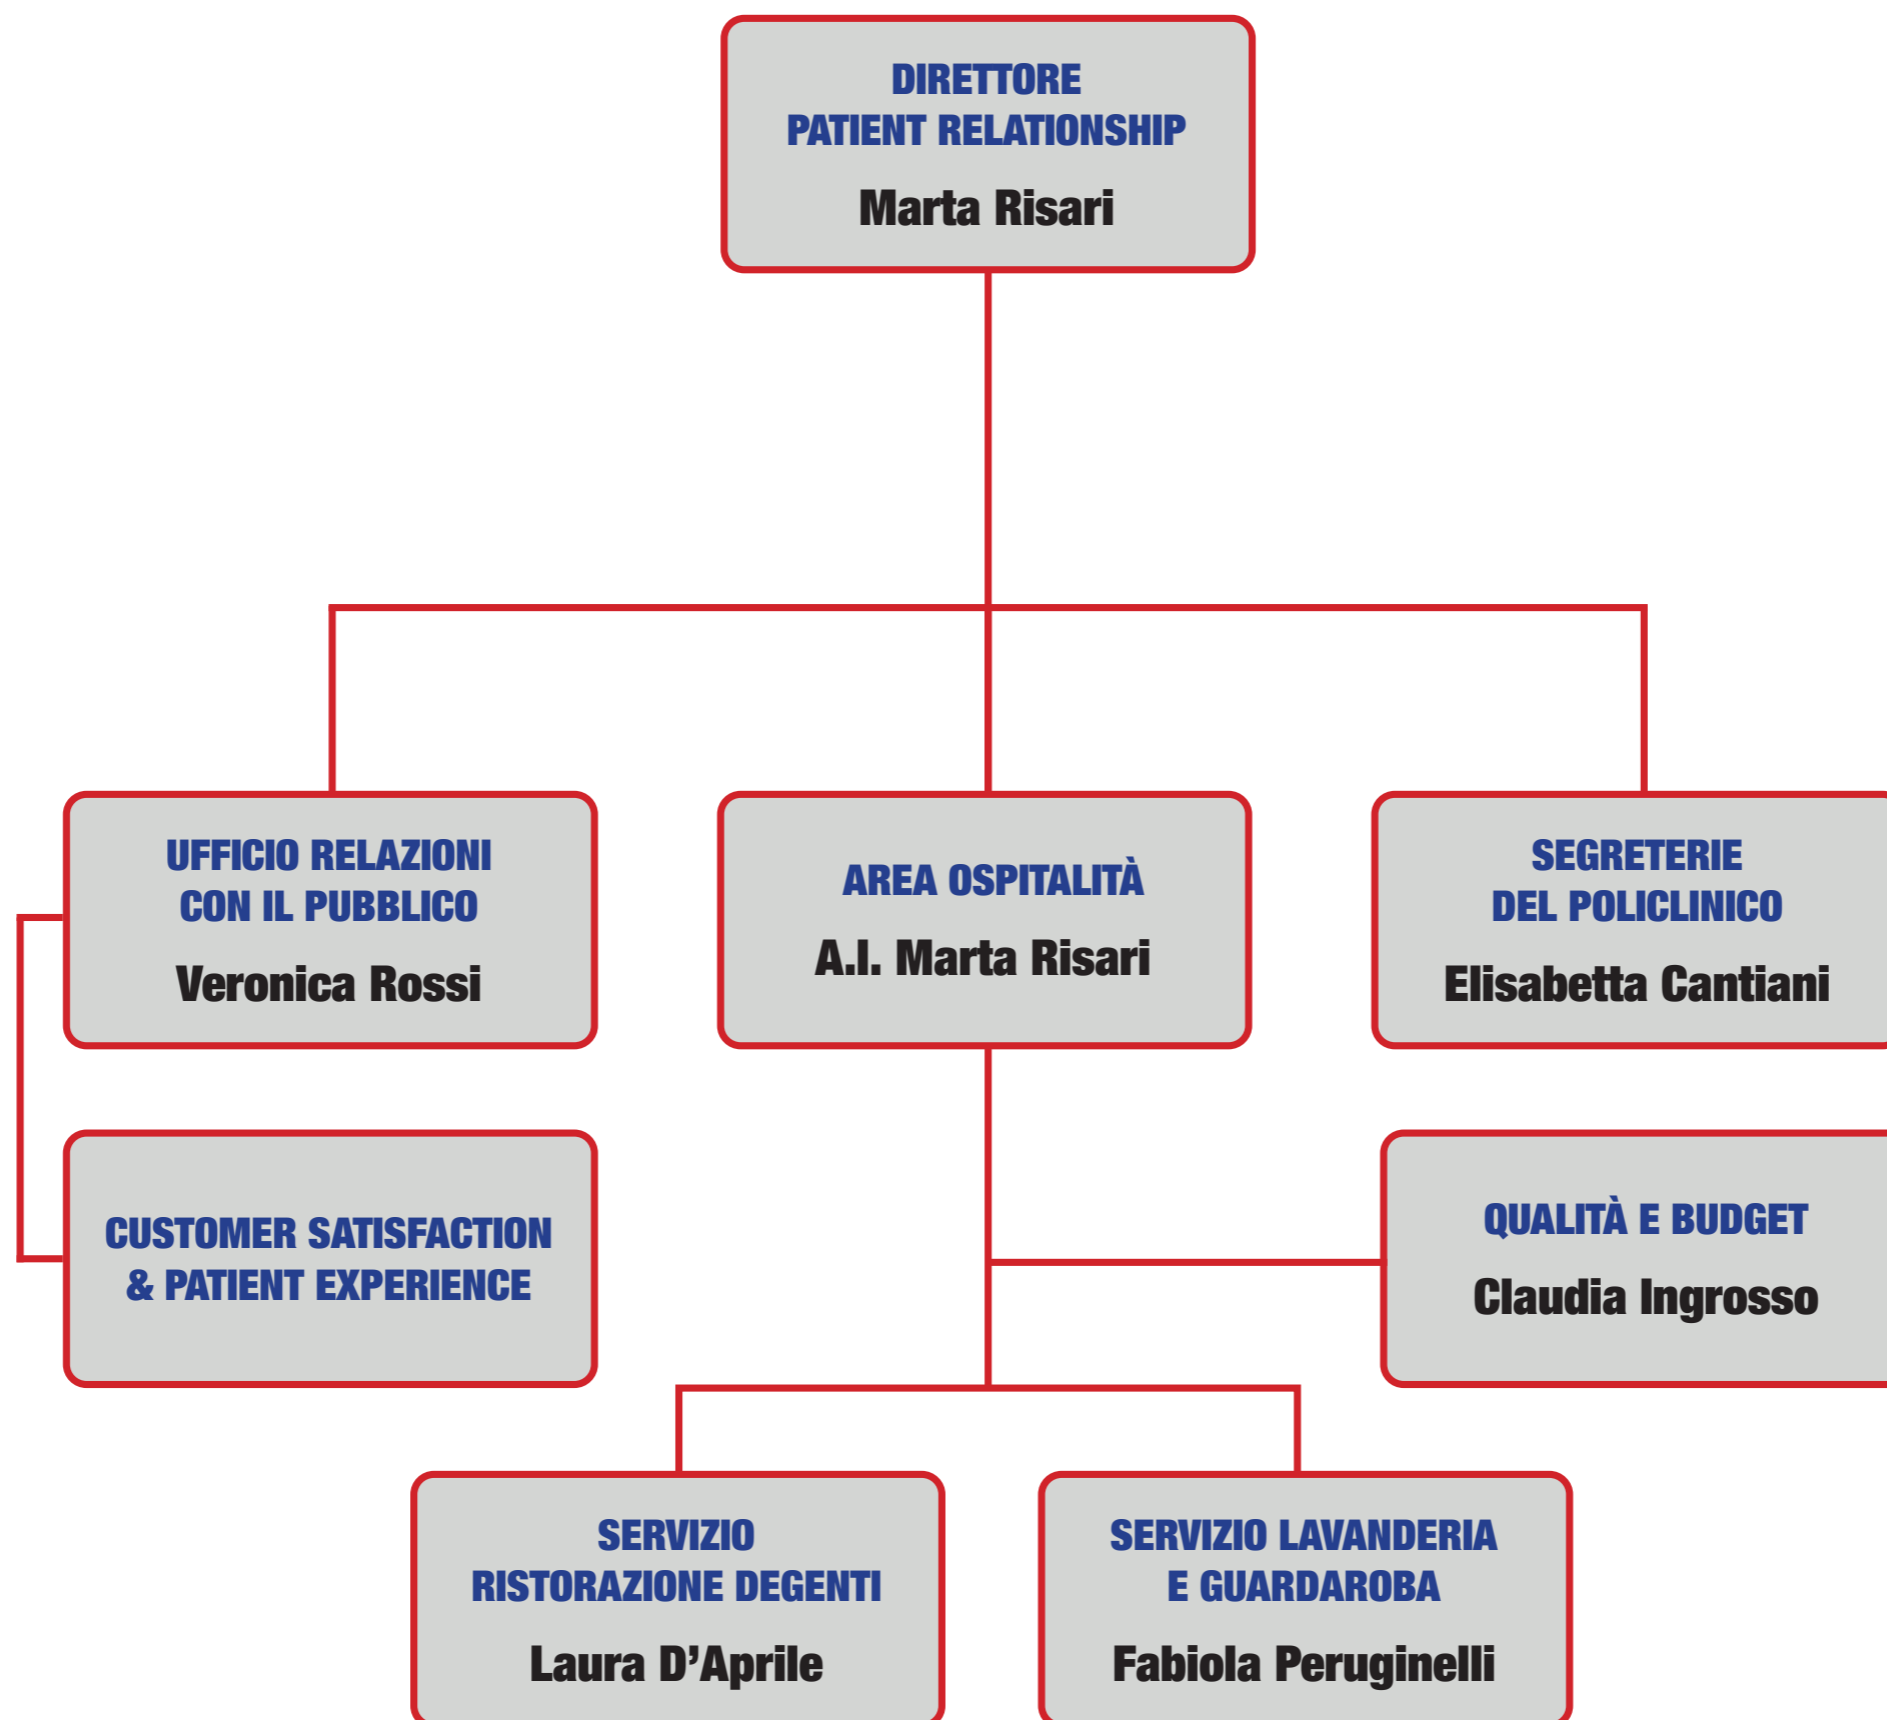 DIRETTORE
PATIENT RELATIONSHIP
Marta Risari
UFFICIO RELAZIONI
CON IL PUBBLICO
Veronica Rossi
AREA OSPITALITÀ
A.I. Marta Risari
SEGRETERIE
DEL POLICLINICO
Elisabetta Cantiani
CUSTOMER SATISFACTION
& PATIENT EXPERIENCE
QUALITÀ E BUDGET
Claudia Ingrosso
SERVIZIO
RISTORAZIONE DEGENTI
Laura D’Aprile
SERVIZIO LAVANDERIA
E GUARDAROBA
Fabiola Peruginelli